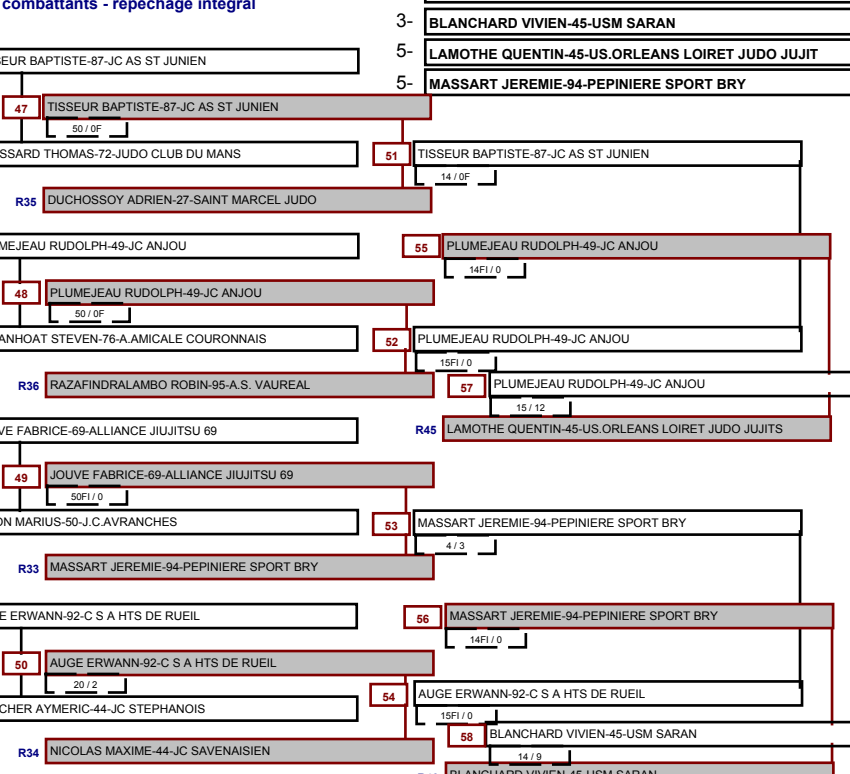 combattants - repêchage intégral
3- BLANCHARD VIVIEN-45-USM SARAN
5- LAMOTHE QUENTIN-45-US.ORLEANS LOIRET JUDO JUJIT
5- MASSART JEREMIE-94-PEPINIERE SPORT BRY
SEUR BAPTISTE-87-JC AS ST JUNIEN
47 TISSEUR BAPTISTE-87-JC AS ST JUNIEN
50 / 0F
SSARD THOMAS-72-JUDO CLUB DU MANS
51 TISSEUR BAPTISTE-87-JC AS ST JUNIEN
14 / 0F
R35 DUCHOSSOY ADRIEN-27-SAINT MARCEL JUDO
MEJEAU RUDOLPH-49-JC ANJOU
55 PLUMEJEAU RUDOLPH-49-JC ANJOU
14FI / 0
48 PLUMEJEAU RUDOLPH-49-JC ANJOU
50 / 0F
ANHOAT STEVEN-76-A.AMICALE COURONNAIS
52 PLUMEJEAU RUDOLPH-49-JC ANJOU
15FI / 0
R36 RAZAFINDRALAMBO ROBIN-95-A.S. VAUREAL
57 PLUMEJEAU RUDOLPH-49-JC ANJOU
15 / 12
VE FABRICE-69-ALLIANCE JIUJITSU 69
R45 LAMOTHE QUENTIN-45-US.ORLEANS LOIRET JUDO JUJITS
49 JOUVE FABRICE-69-ALLIANCE JIUJITSU 69
50FI / 0
ON MARIUS-50-J.C.AVRANCHES
53 MASSART JEREMIE-94-PEPINIERE SPORT BRY
4 / 3
R33 MASSART JEREMIE-94-PEPINIERE SPORT BRY
E ERWANN-92-C S A HTS DE RUEIL
56 MASSART JEREMIE-94-PEPINIERE SPORT BRY
14FI / 0
50 AUGE ERWANN-92-C S A HTS DE RUEIL
20 / 2
CHER AYMERIC-44-JC STEPHANOIS
54 AUGE ERWANN-92-C S A HTS DE RUEIL
15FI / 0
58 BLANCHARD VIVIEN-45-USM SARAN
14 / 9
R34 NICOLAS MAXIME-44-JC SAVENAISIEN
BLANCHARD VIVIEN-45-USM SARAN